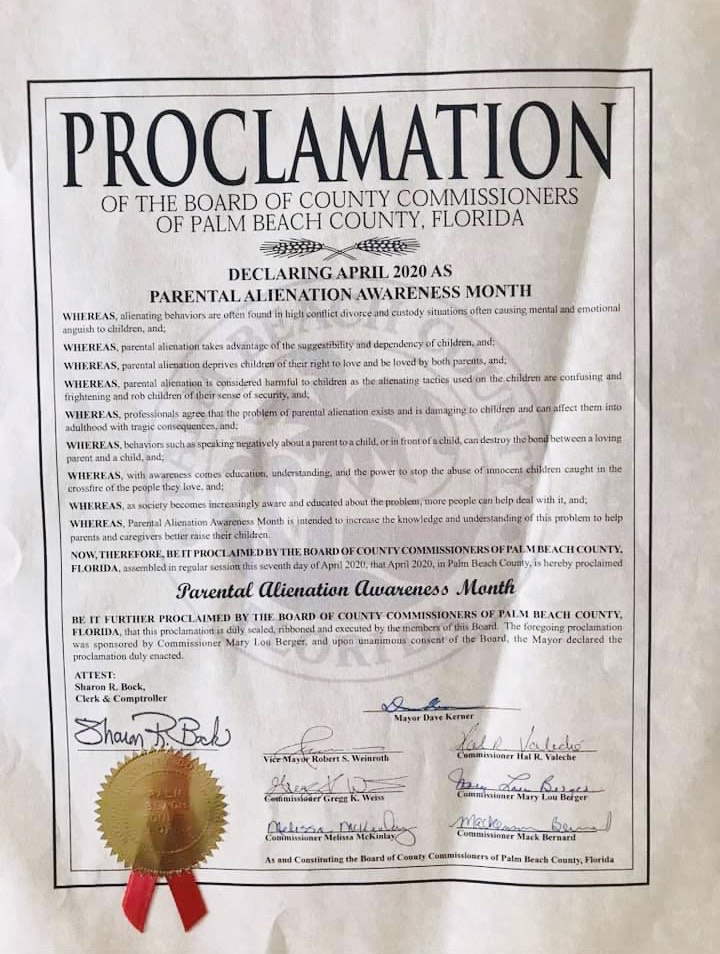 PROCLAMATION
OF THE BOARD OF COUNTY COMMISSIONERS
OF PALM BEACH COUNTY, FLORIDA
DECLARING APRIL 2020 AS
PARENTAL ALIENATION AWARENESS MONTH
WHEREAS, alienating behaviors are often found in high conflict divorce and custody situations often causing mental and emotional
anguish to children, and;
WHEREAS, parental alienation takes advantage of the suggestibility and dependency of children, and;
WHEREAS, parental alienation deprives children of their right to love and be loved by both parents, and;
WHEREAS, parental alienation is considered harmful to children as the alienating tactics used on the children are confusing and
frightening and rob children of their sense of security, and;
WHEREAS, professionals agree that the problem of parental alienation exists and is damaging to children and can affect them into
adulthood with tragic consequences, and;
WHEREAS, behaviors such as speaking negatively about a parent to a child, or in front of a child, can destroy the bond between a loving
parent and a child, and;
WHEREAS, with awareness comes education, understanding, and the power to stop the abuse of innocent children caught in the
crossfire of the people they love, and;
WHEREAS, as society becomes increasingly aware and educated about the problem, more people can help deal with it, and;
WHEREAS, Parental Alienation Awareness Month is intended to increase the knowledge and understanding of this problem to help
parents and caregivers better raise their children.
NOW, THEREFORE, BE IT PROCLAIMED BY THE BOARD OF COUNTY COMMISSIONERS OF PALM BEACH COUNTY,
FLORIDA, assembled in regular session this seventh day of April 2020, that April 2020, in Palm Beach County, is hereby proclaimed
Parental Alienation Awareness Month
BE IT FURTHER PROCLAIMED BY THE BOARD OF COUNTY COMMISSIONERS OF PALM BEACH COUNTY,
FLORIDA, that this proclamation is duly sealed, ribboned and executed by the members of this Board. The foregoing proclamation
was sponsored by Commissioner Mary Lou Berger, and upon unanimous consent of the Board, the Mayor declared the
proclamation duly enacted.
ATTEST:
Sharon R. Bock,
Clerk & Comptroller
Sharon R. Bock
Mayor Dave Kerner
Vice Mayor Robert S. Weinroth
Hal R. Valeche
Commissioner Hal R. Valeche
Commissioner Gregg K. Weiss
Mary Lou Berger
Commissioner Mary Lou Berger
Melissa McKinlay
Commissioner Melissa McKinlay
Mackenson Bernard
Commissioner Mack Bernard
As and Constituting the Board of County Commissioners of Palm Beach County, Florida
PALM
BEACH
COUNTY